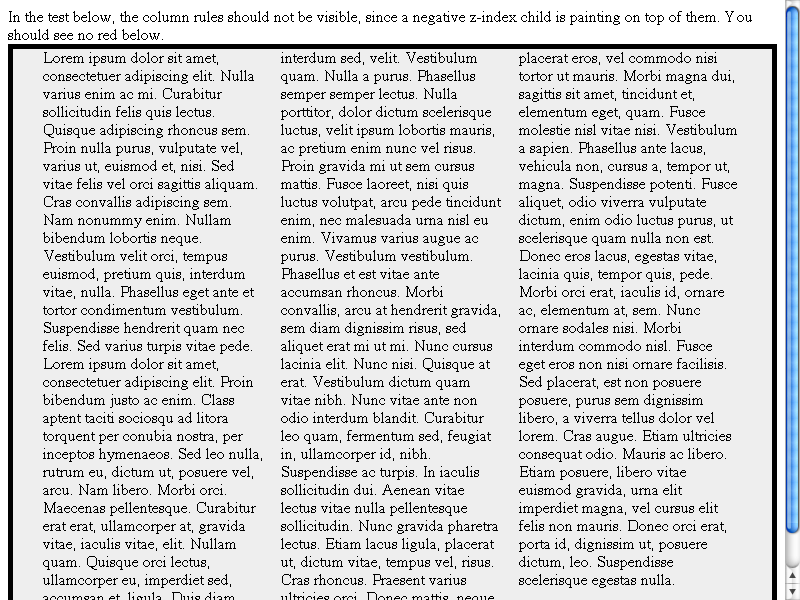 In the test below, the column rules should not be visible, since a negative z-index child is painting on top of them. You
should see no red below.
Lorem ipsum dolor sit amet,
consectetuer adipiscing elit. Nulla
varius enim ac mi. Curabitur
sollicitudin felis quis lectus.
Quisque adipiscing rhoncus sem.
Proin nulla purus, vulputate vel,
varius ut, euismod et, nisi. Sed
vitae felis vel orci sagittis aliquam.
Cras convallis adipiscing sem.
Nam nonummy enim. Nullam
bibendum lobortis neque.
Vestibulum velit orci, tempus
euismod, pretium quis, interdum
vitae, nulla. Phasellus eget ante et
tortor condimentum vestibulum.
Suspendisse hendrerit quam nec
felis. Sed varius turpis vitae pede.
Lorem ipsum dolor sit amet,
consectetuer adipiscing elit. Proin
bibendum justo ac enim. Class
aptent taciti sociosqu ad litora
torquent per conubia nostra, per
inceptos hymenaeos. Sed leo nulla,
rutrum eu, dictum ut, posuere vel,
arcu. Nam libero. Morbi orci.
Maecenas pellentesque. Curabitur
erat erat, ullamcorper at, gravida
vitae, iaculis vitae, elit. Nullam
quam. Quisque orci lectus,
ullamcorper eu, imperdiet sed,
accumsan et, ligula. Duis diam
interdum sed, velit. Vestibulum
quam. Nulla a purus. Phasellus
semper semper lectus. Nulla
porttitor, dolor dictum scelerisque
luctus, velit ipsum lobortis mauris,
ac pretium enim nunc vel risus.
Proin gravida mi ut sem cursus
mattis. Fusce laoreet, nisi quis
luctus volutpat, arcu pede tincidunt
enim, nec malesuada urna nisl eu
enim. Vivamus varius augue ac
purus. Vestibulum vestibulum.
Phasellus et est vitae ante
accumsan rhoncus. Morbi
convallis, arcu at hendrerit gravida,
sem diam dignissim risus, sed
aliquet erat mi ut mi. Nunc cursus
lacinia elit. Nunc nisi. Quisque at
erat. Vestibulum dictum quam
vitae nibh. Nunc vitae ante non
odio interdum blandit. Curabitur
leo quam, fermentum sed, feugiat
in, ullamcorper id, nibh.
Suspendisse ac turpis. In iaculis
sollicitudin dui. Aenean vitae
lectus vitae nulla pellentesque
sollicitudin. Nunc gravida pharetra
lectus. Etiam lacus ligula, placerat
ut, dictum vitae, tempus vel, risus.
Cras rhoncus. Praesent varius
ultricies orci. Donec mattis, neque
placerat eros, vel commodo nisi
tortor ut mauris. Morbi magna dui,
sagittis sit amet, tincidunt et,
elementum eget, quam. Fusce
molestie nisl vitae nisi. Vestibulum
a sapien. Phasellus ante lacus,
vehicula non, cursus a, tempor ut,
magna. Suspendisse potenti. Fusce
aliquet, odio viverra vulputate
dictum, enim odio luctus purus, ut
scelerisque quam nulla non est.
Donec eros lacus, egestas vitae,
lacinia quis, tempor quis, pede.
Morbi orci erat, iaculis id, ornare
ac, elementum at, sem. Nunc
ornare sodales nisi. Morbi
interdum commodo nisl. Fusce
eget eros non nisi ornare facilisis.
Sed placerat, est non posuere
posuere, purus sem dignissim
libero, a viverra tellus dolor vel
lorem. Cras augue. Etiam ultricies
consequat odio. Mauris ac libero.
Etiam posuere, libero vitae
euismod gravida, urna elit
imperdiet magna, vel cursus elit
felis non mauris. Donec orci erat,
porta id, dignissim ut, posuere
dictum, leo. Suspendisse
scelerisque egestas nulla.